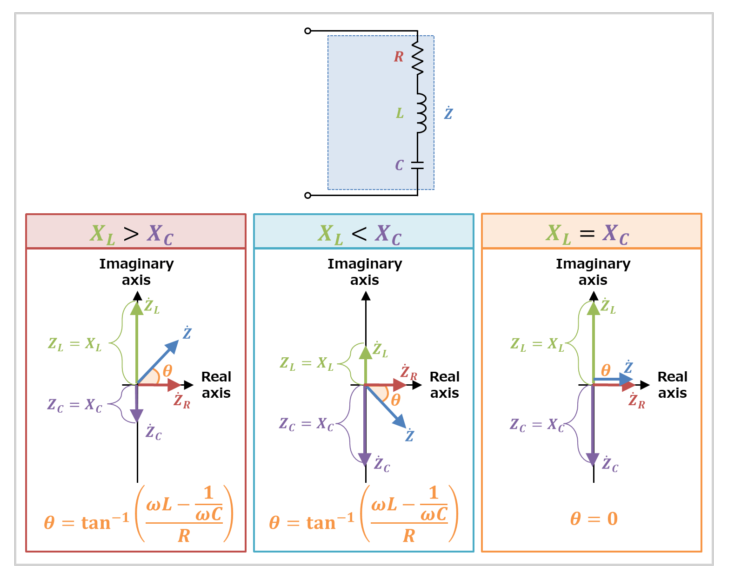 R
L
Ż
C
X_L > X_C
Imaginary
axis
Ż_L
Z_L = X_L
Ż
θ
Real
axis
Z_C = X_C
Ż_R
Ż_C
θ = tan⁻¹((ωL − 1/ωC)/R)
X_L < X_C
Imaginary
axis
Ż_L
Z_L = X_L
Ż_R
Real
axis
θ
Z_C = X_C
Ż
Ż_C
θ = tan⁻¹((ωL − 1/ωC)/R)
X_L = X_C
Imaginary
axis
Ż_L
Z_L = X_L
θ
Ż
Real
axis
Ż_R
Z_C = X_C
Ż_C
θ = 0